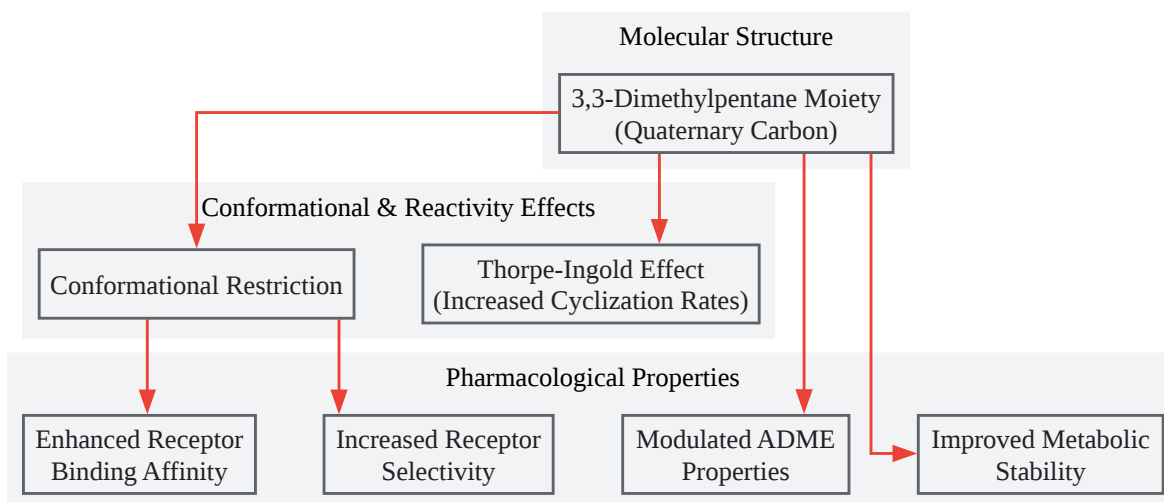 Molecular Structure
3,3-Dimethylpentane Moiety
(Quaternary Carbon)
Conformational & Reactivity Effects
Conformational Restriction
Thorpe-Ingold Effect
(Increased Cyclization Rates)
Pharmacological Properties
Enhanced Receptor
Binding Affinity
Increased Receptor
Selectivity
Modulated ADME
Properties
Improved Metabolic
Stability